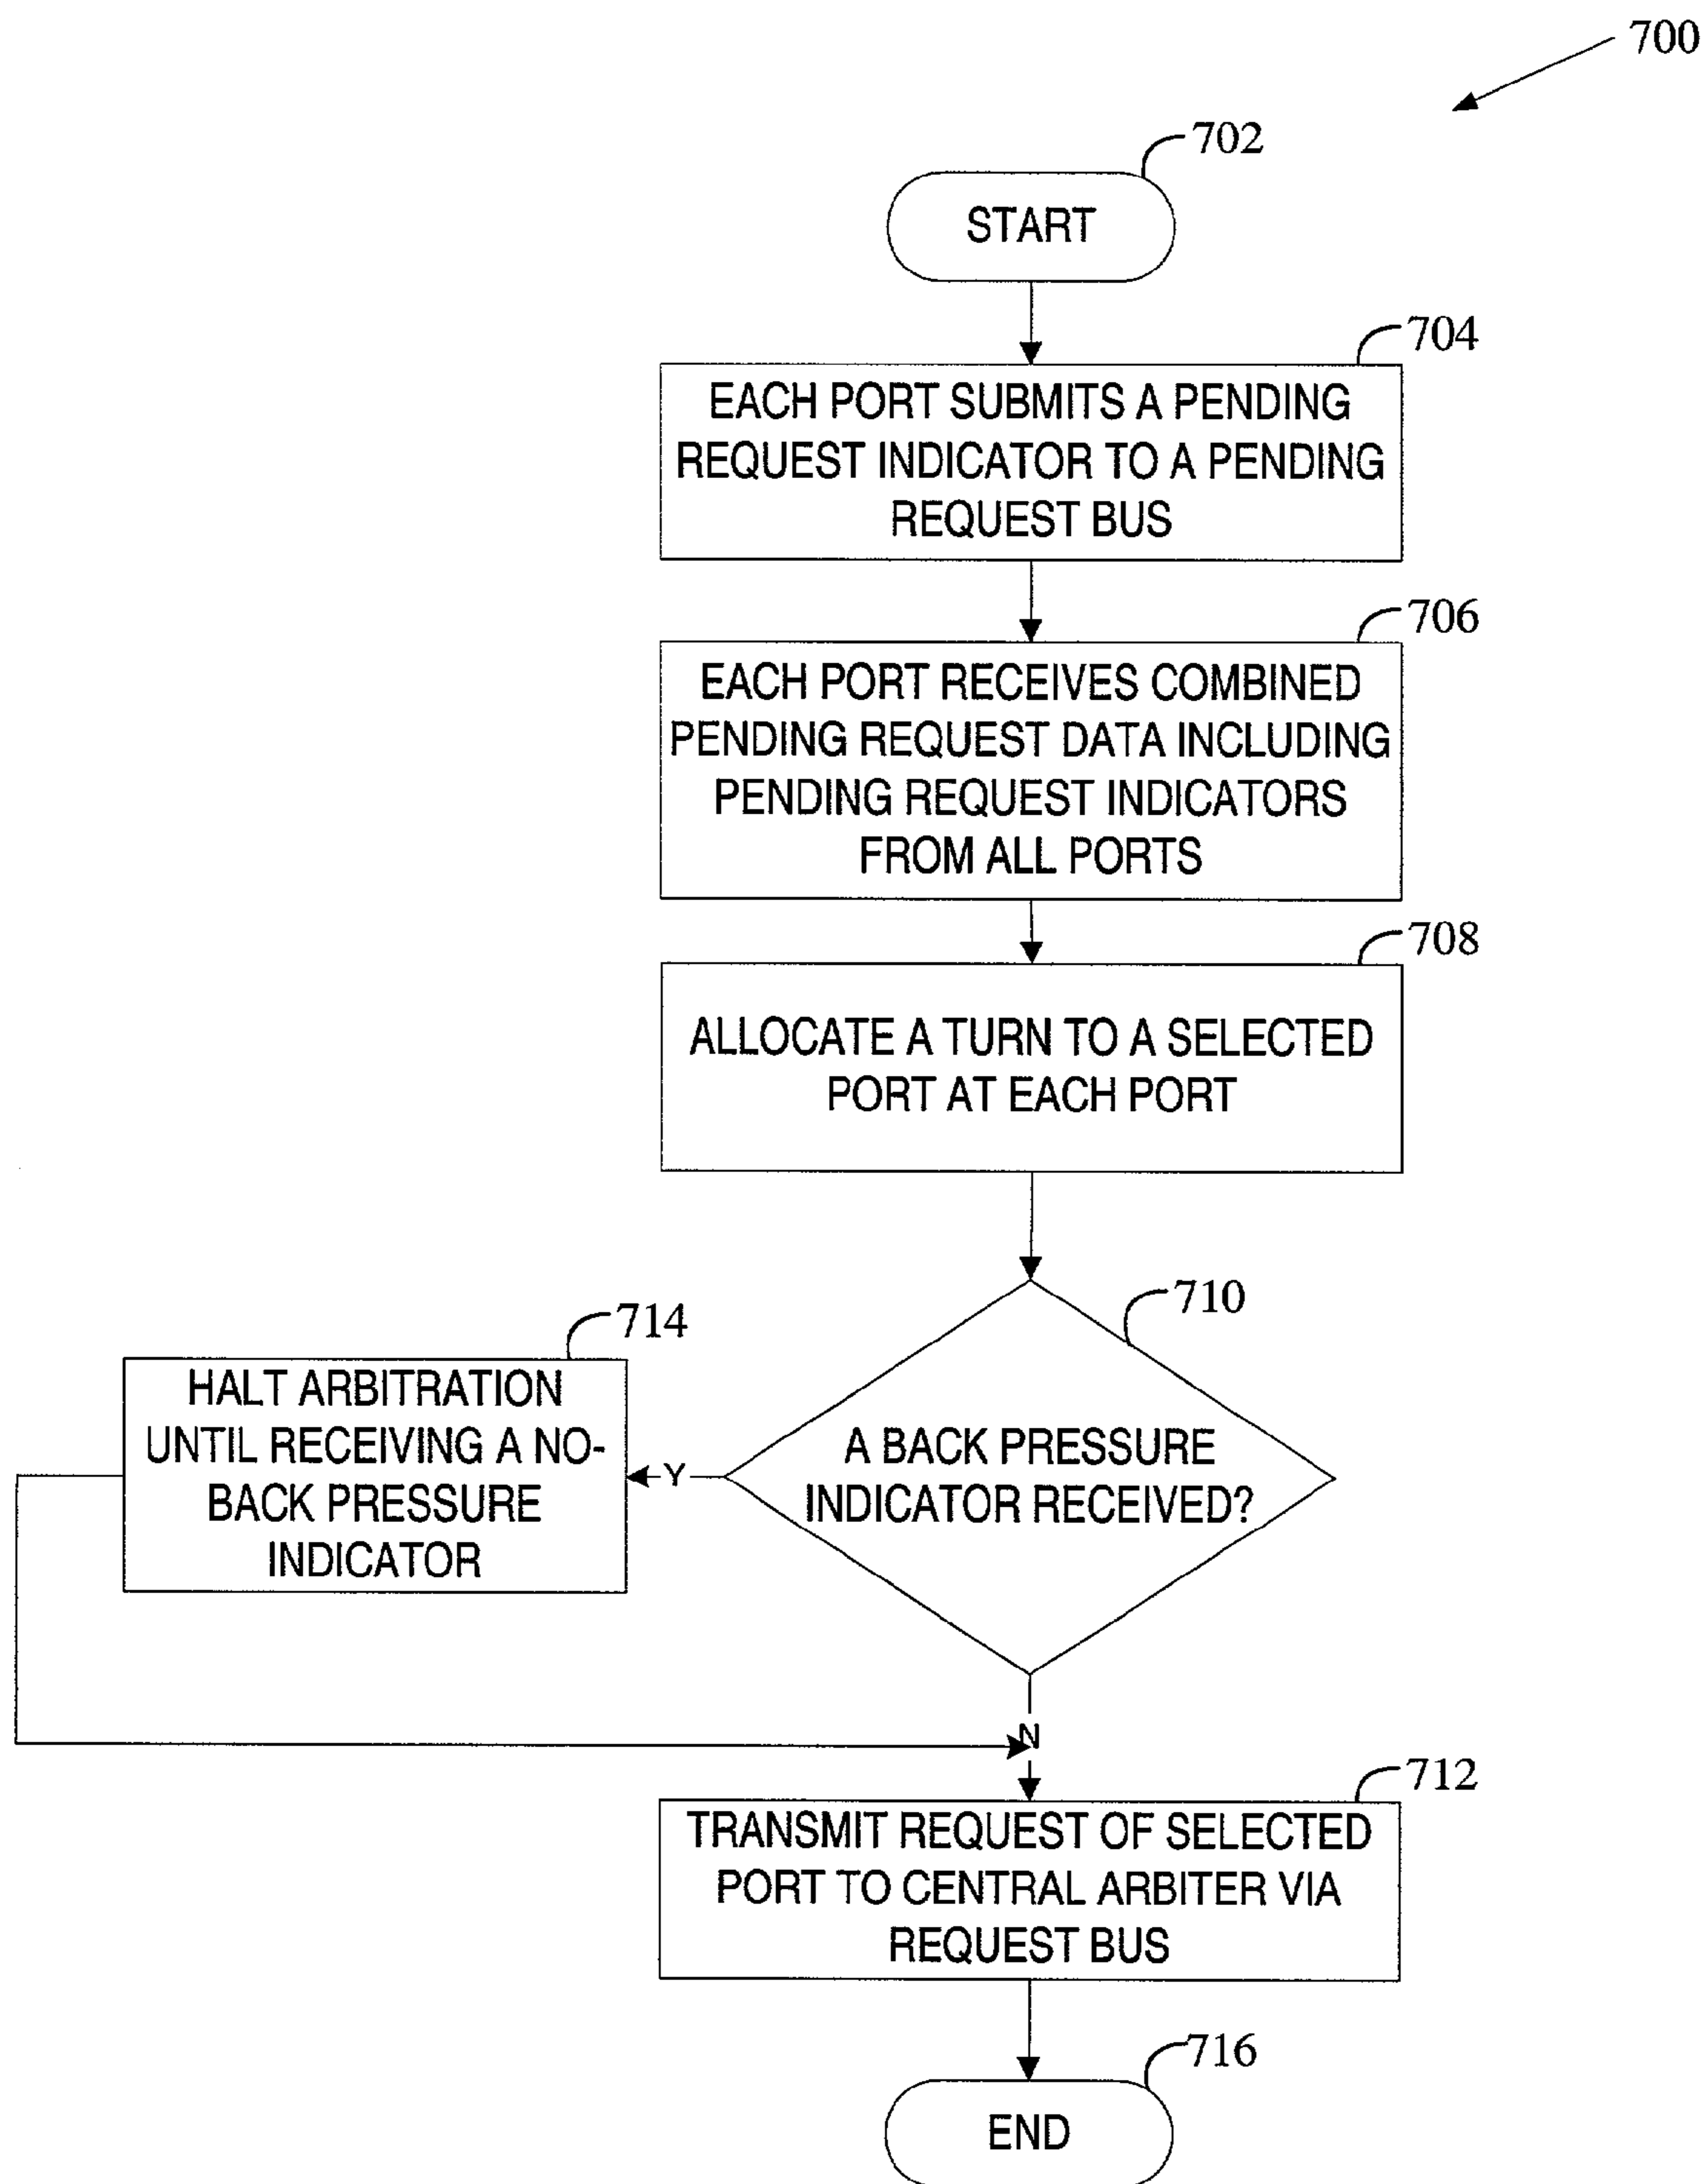 700
702
START
704
EACH PORT SUBMITS A PENDING
REQUEST INDICATOR TO A PENDING
REQUEST BUS
706
EACH PORT RECEIVES COMBINED
PENDING REQUEST DATA INCLUDING
PENDING REQUEST INDICATORS
FROM ALL PORTS
708
ALLOCATE A TURN TO A SELECTED
PORT AT EACH PORT
710
A BACK PRESSURE
INDICATOR RECEIVED?
Y
714
HALT ARBITRATION
UNTIL RECEIVING A NO-
BACK PRESSURE
INDICATOR
N
712
TRANSMIT REQUEST OF SELECTED
PORT TO CENTRAL ARBITER VIA
REQUEST BUS
716
END